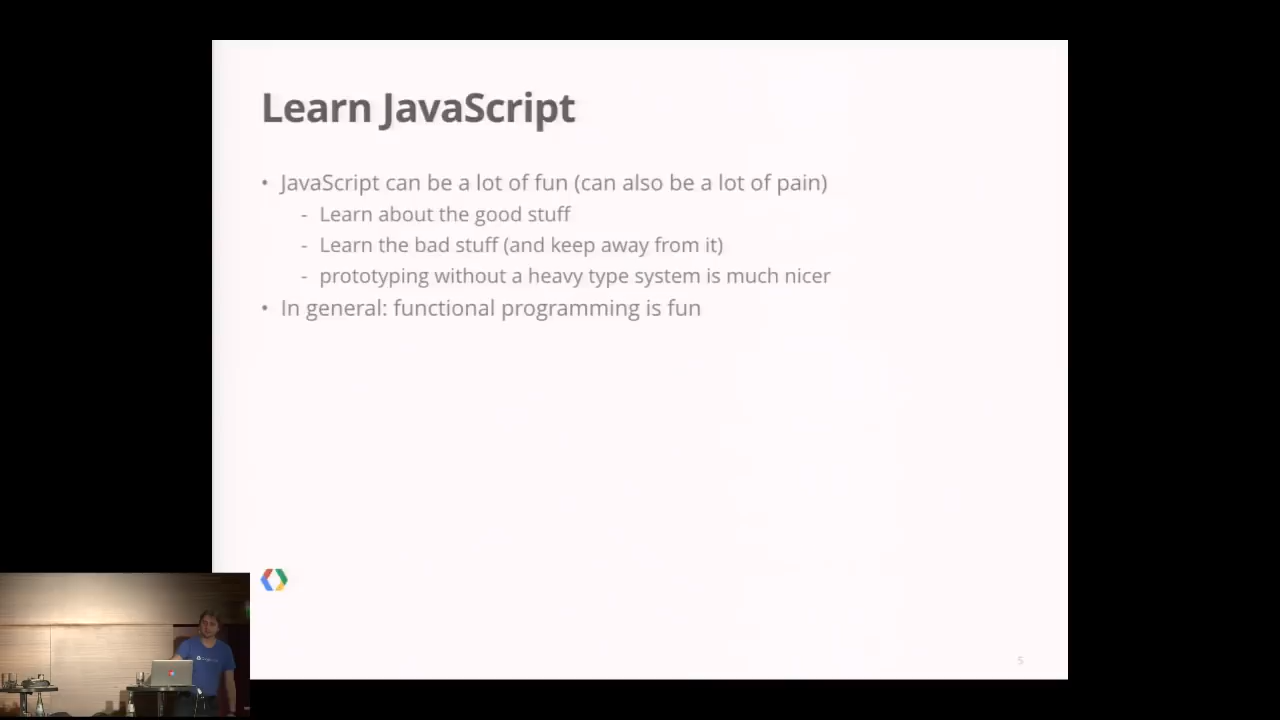 Learn JavaScript
• JavaScript can be a lot of fun (can also be a lot of pain)
- Learn about the good stuff
- Learn the bad stuff (and keep away from it)
- prototyping without a heavy type system is much nicer
• In general: functional programming is fun
5